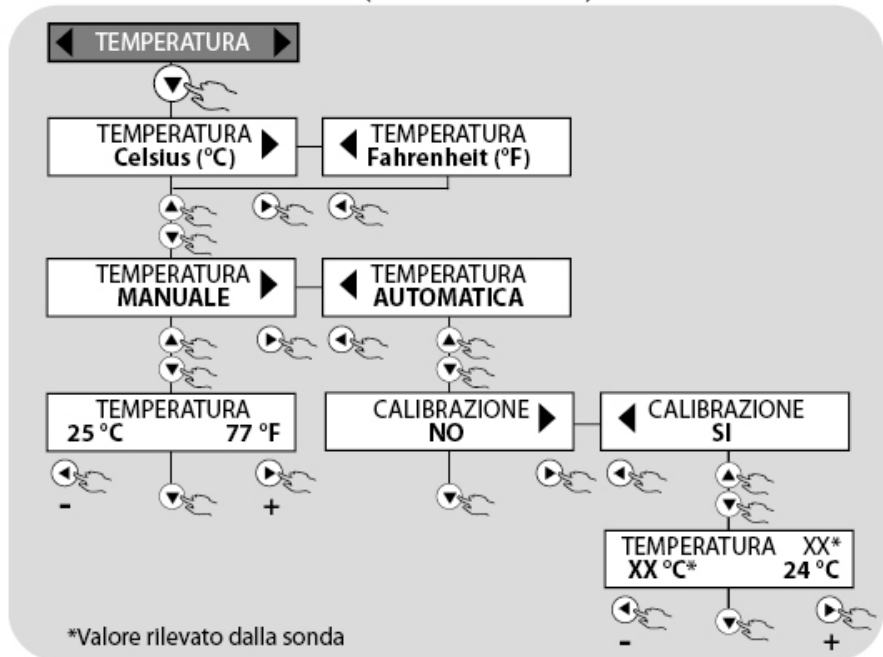 TEMPERATURA
TEMPERATURA
Celsius (°C)
TEMPERATURA
Fahrenheit (°F)
TEMPERATURA
MANUALE
TEMPERATURA
AUTOMATICA
TEMPERATURA
25 °C 77 °F
- +
CALIBRAZIONE
NO
CALIBRAZIONE
SI
TEMPERATURA XX*
XX °C* 24 °C
- +
*Valore rilevato dalla sonda